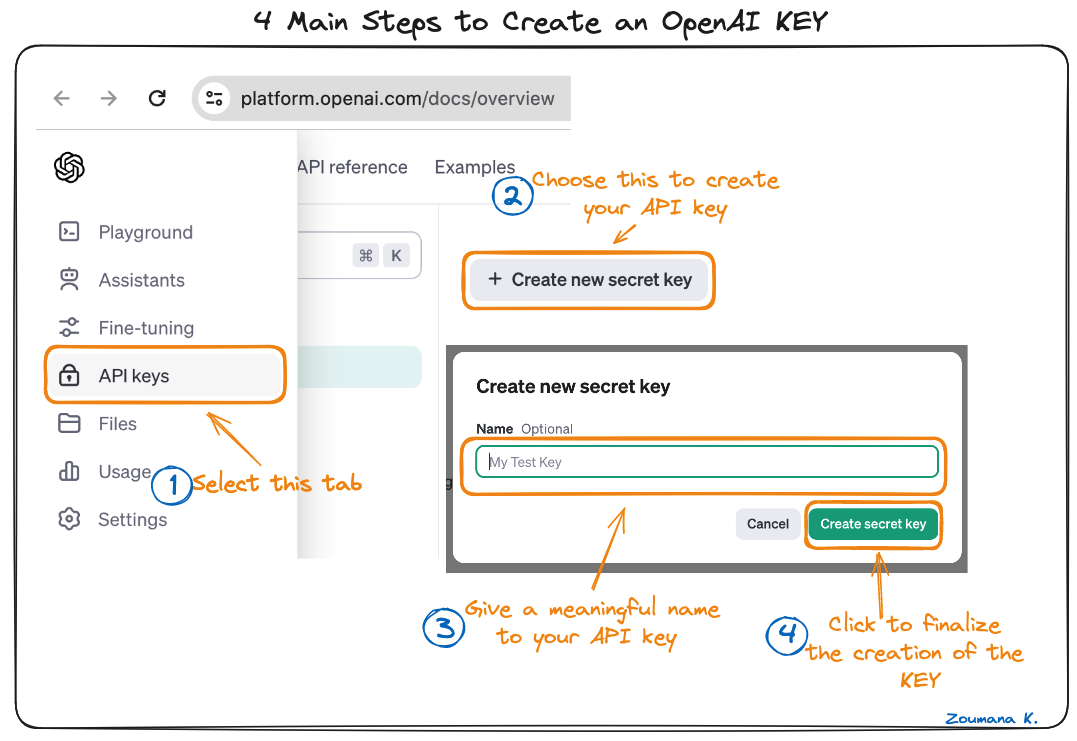 4 Main Steps to Create an OpenAI KEY
platform.openai.com/docs/overview
API reference
Examples
Playground
Assistants
Fine-tuning
API keys
Files
Usage
Settings
1
Select this tab
⌘ K
2
Choose this to create
your API key
+ Create new secret key
Create new secret key
Name Optional
My Test Key
g
Cancel
Create secret key
3
Give a meaningful name
to your API key
4
Click to finalize
the creation of the
KEY
Zoumana K.